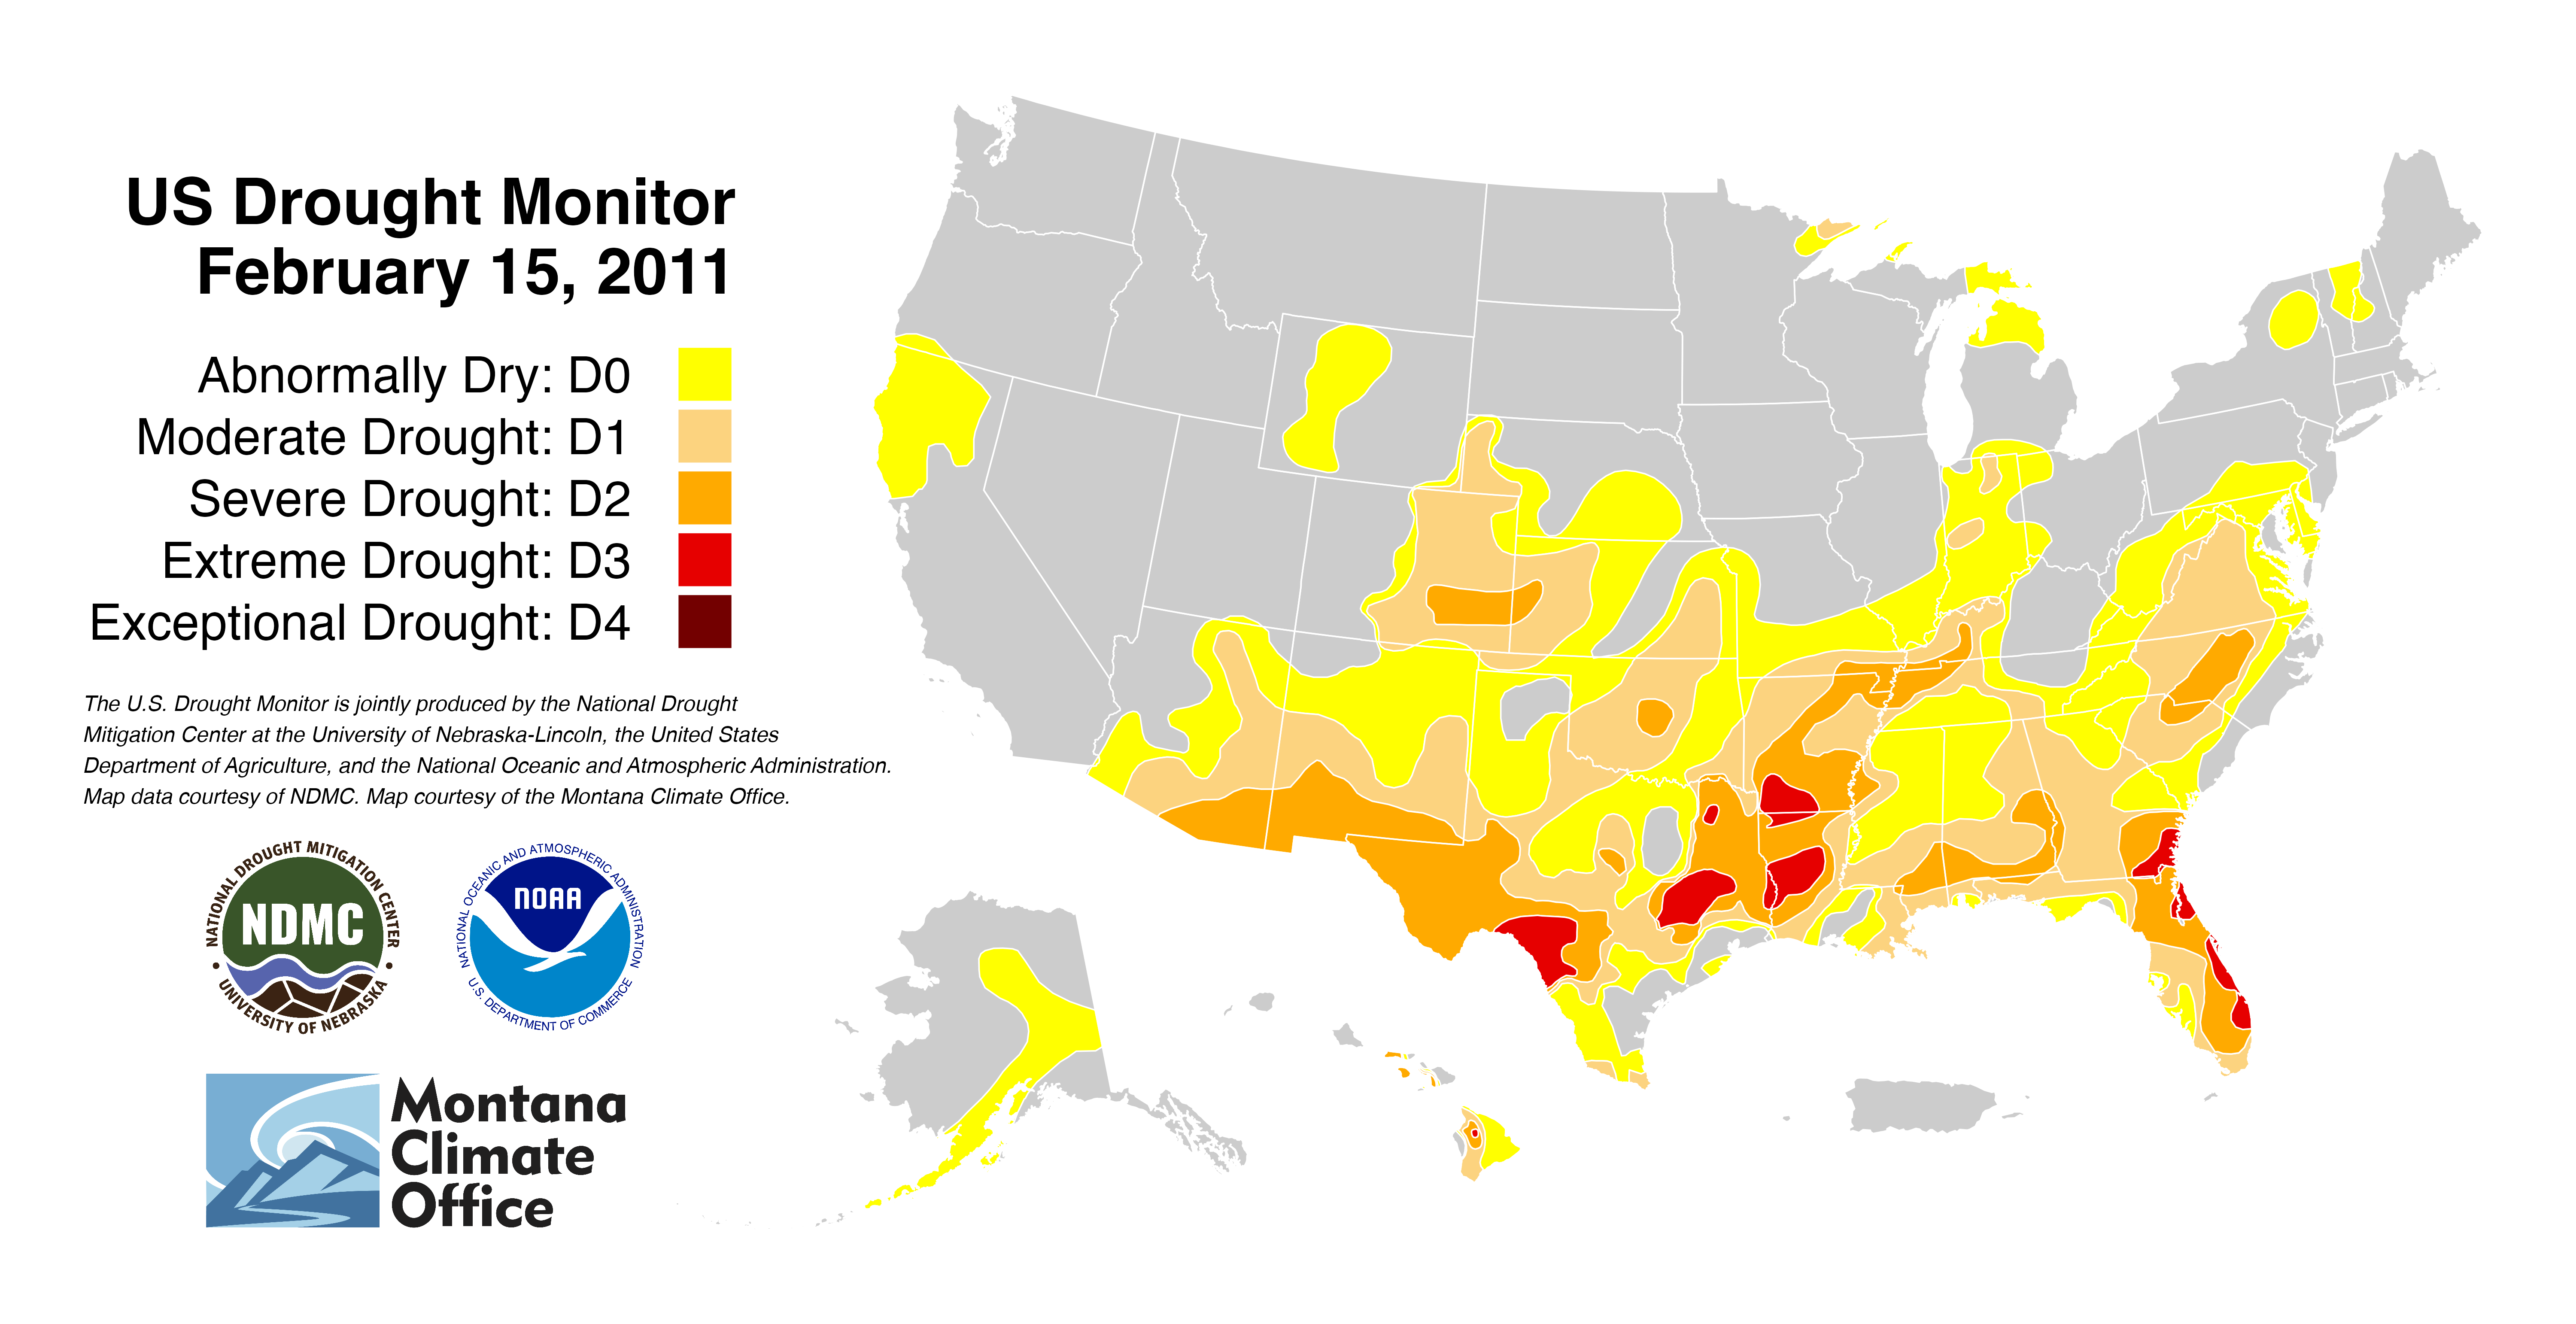 US Drought Monitor
February 15, 2011
Abnormally Dry: D0
Moderate Drought: D1
Severe Drought: D2
Extreme Drought: D3
Exceptional Drought: D4
The U.S. Drought Monitor is jointly produced by the National Drought
Mitigation Center at the University of Nebraska-Lincoln, the United States
Department of Agriculture, and the National Oceanic and Atmospheric Administration.
Map data courtesy of NDMC. Map courtesy of the Montana Climate Office.
NATIONAL DROUGHT MITIGATION CENTER
NDMC
UNIVERSITY OF NEBRASKA
NATIONAL OCEANIC AND ATMOSPHERIC ADMINISTRATION
NOAA
U.S. DEPARTMENT OF COMMERCE
Montana
Climate
Office